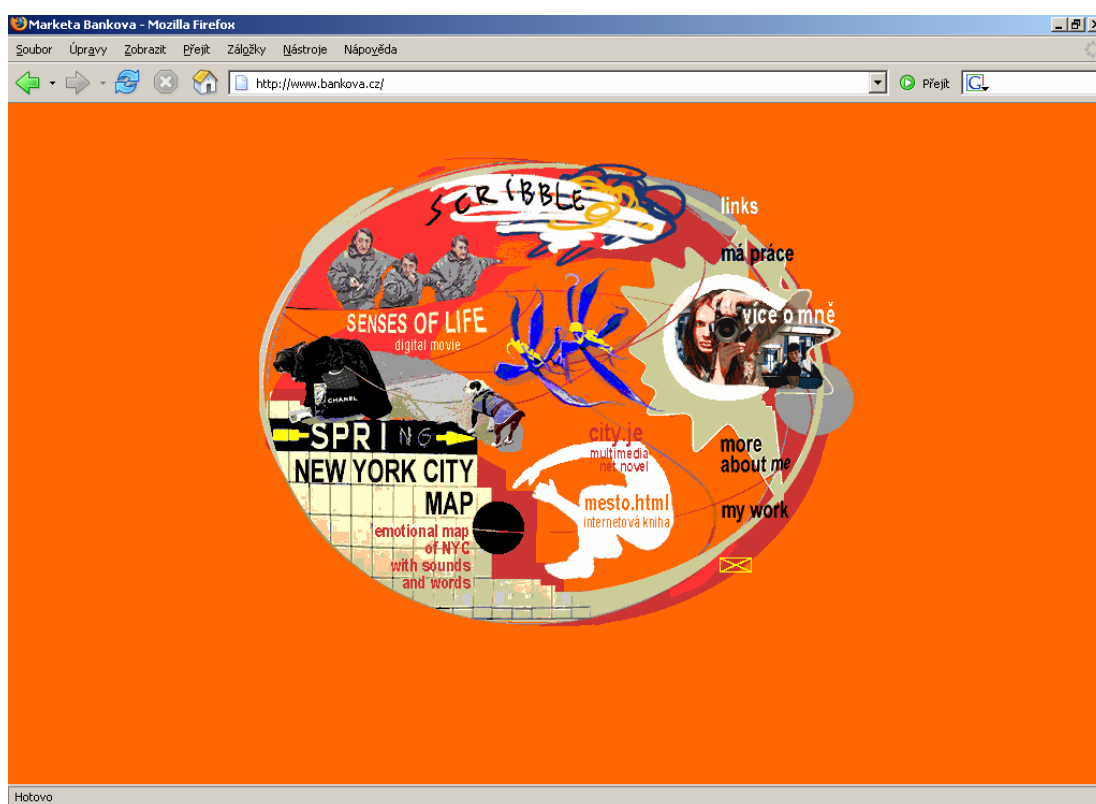 Marketa Bankova - Mozilla Firefox
Soubor Úpravy Zobrazit Přejít Záložky Nástroje Nápověda
http://www.bankova.cz/ Přejít G
SCRIBBLE
links
má práce
více o mně
SENSES OF LIFE
digital movie
CHANEL
SPRING
NEW YORK CITY
MAP
emotional map
of NYC
with sounds
and words
city.je
multimedia
net novel
mesto.html
internetová kniha
more
about me
my work
Hotovo